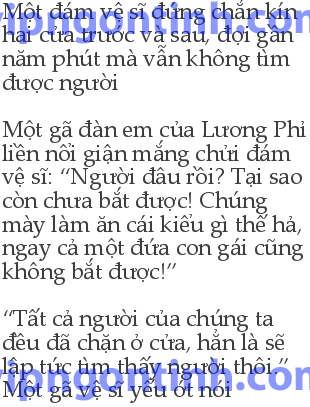 Một đám vệ sĩ đứng chắn kín
hai cửa trước và sau, đợi gần
năm phút mà vẫn không tìm
được người
Một gã đàn em của Lương Phỉ
liền nổi giận mắng chửi đám
vệ sĩ: “Người đâu rồi? Tại sao
còn chưa bắt được! Chúng
mày làm ăn cái kiểu gì thế hả,
ngay cả một đứa con gái cũng
không bắt được!”
“Tất cả người của chúng ta
đều đã chặn ở cửa, hẳn là sẽ
lập tức tìm thấy người thôi.”
Một gã vệ sĩ yếu ớt nói
vipngontinh.com
vipngontinh.com